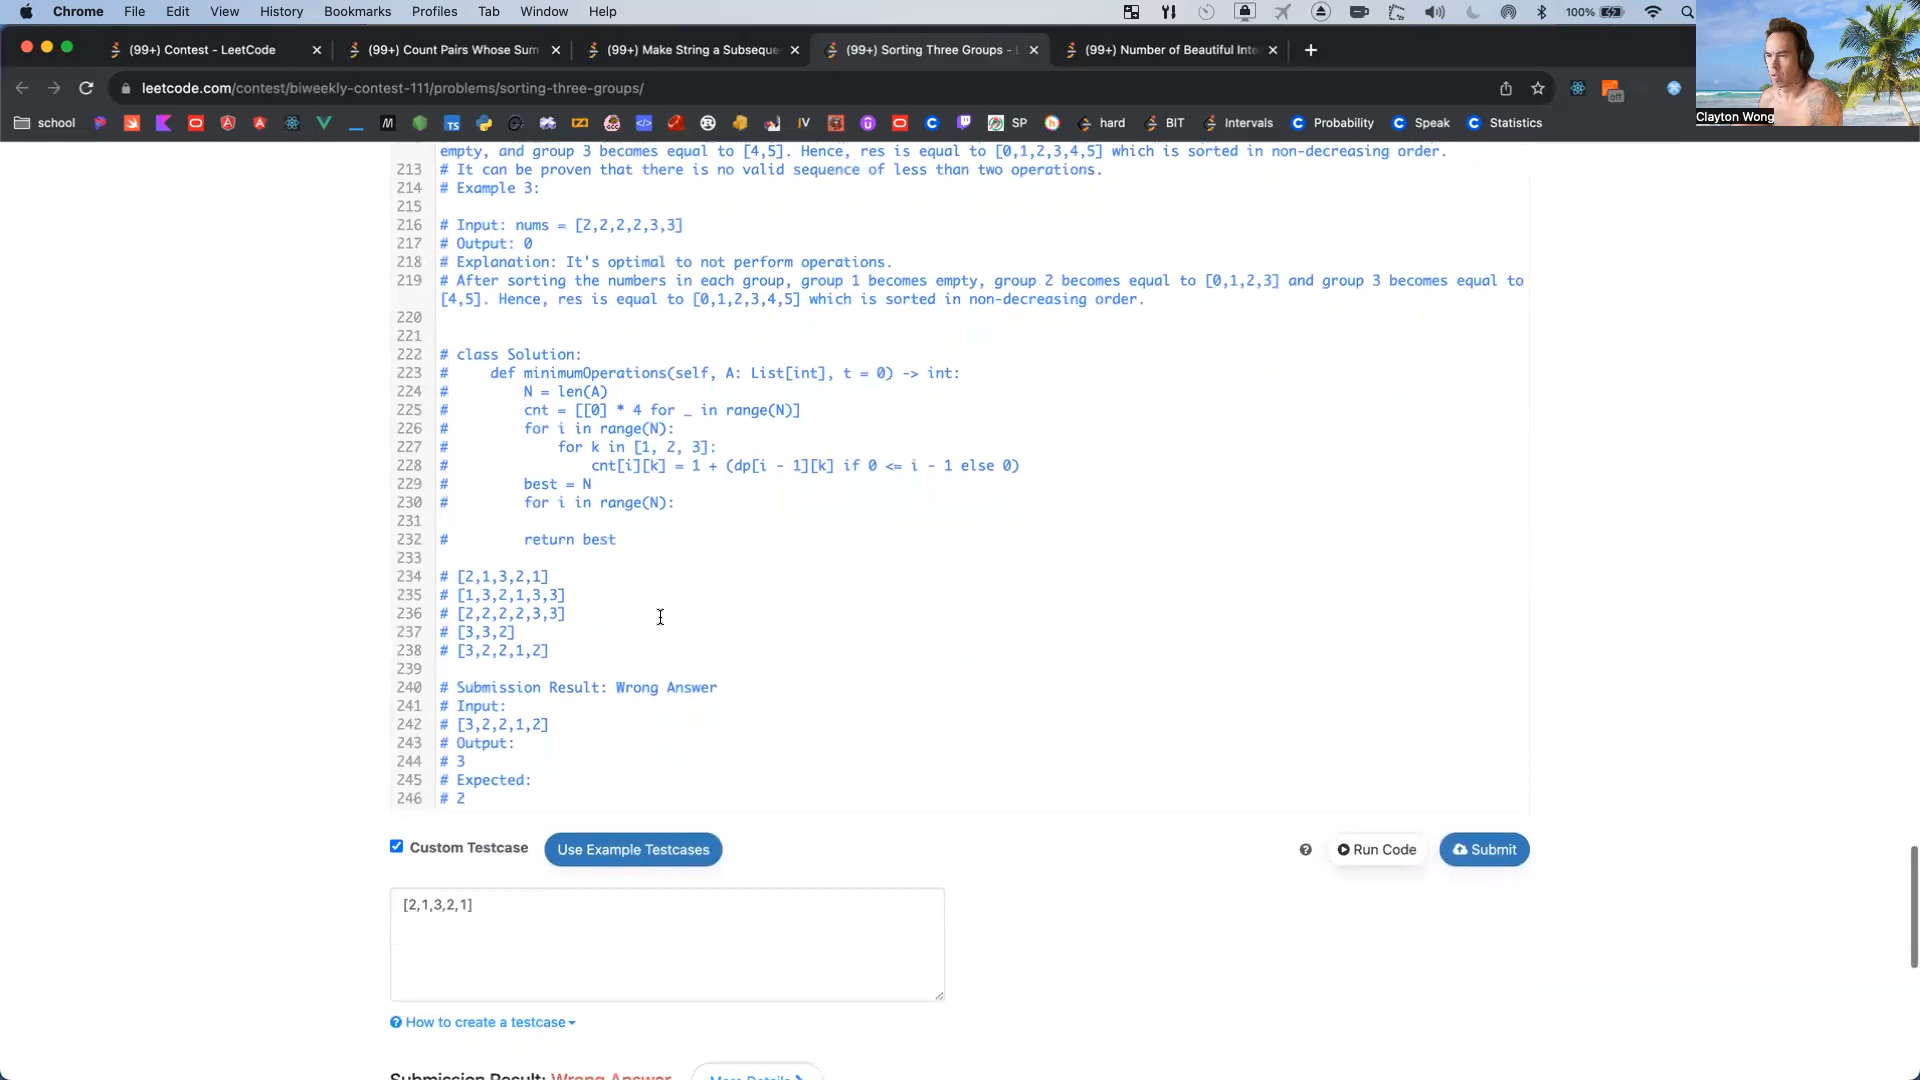 Chrome File Edit View History Bookmarks Profiles Tab Window Help 100%
(99+) Contest - LeetCode
(99+) Count Pairs Whose Sum
(99+) Make String a Subseque
(99+) Sorting Three Groups - L
(99+) Number of Beautiful Inte
leetcode.com/contest/biweekly-contest-111/problems/sorting-three-groups/
Clayton Wong
school TS IV SP hard BIT Intervals Probability Speak Statistics
empty, and group 3 becomes equal to [4,5]. Hence, res is equal to [0,1,2,3,4,5] which is sorted in non-decreasing order.
213 # It can be proven that there is no valid sequence of less than two operations.
214 # Example 3:
215
216 # Input: nums = [2,2,2,2,3,3]
217 # Output: 0
218 # Explanation: It's optimal to not perform operations.
219 # After sorting the numbers in each group, group 1 becomes empty, group 2 becomes equal to [0,1,2,3] and group 3 becomes equal to
[4,5]. Hence, res is equal to [0,1,2,3,4,5] which is sorted in non-decreasing order.
220
221
222 # class Solution:
223 #     def minimumOperations(self, A: List[int], t = 0) -> int:
224 #         N = len(A)
225 #         cnt = [[0] * 4 for _ in range(N)]
226 #         for i in range(N):
227 #             for k in [1, 2, 3]:
228 #                 cnt[i][k] = 1 + (dp[i - 1][k] if 0 <= i - 1 else 0)
229 #         best = N
230 #         for i in range(N):
231
232 #         return best
233
234 # [2,1,3,2,1]
235 # [1,3,2,1,3,3]
236 # [2,2,2,2,3,3]
237 # [3,3,2]
238 # [3,2,2,1,2]
239
240 # Submission Result: Wrong Answer
241 # Input:
242 # [3,2,2,1,2]
243 # Output:
244 # 3
245 # Expected:
246 # 2
Custom Testcase Use Example Testcases Run Code Submit
[2,1,3,2,1]
How to create a testcase
Submission Result: Wrong Answer More Details